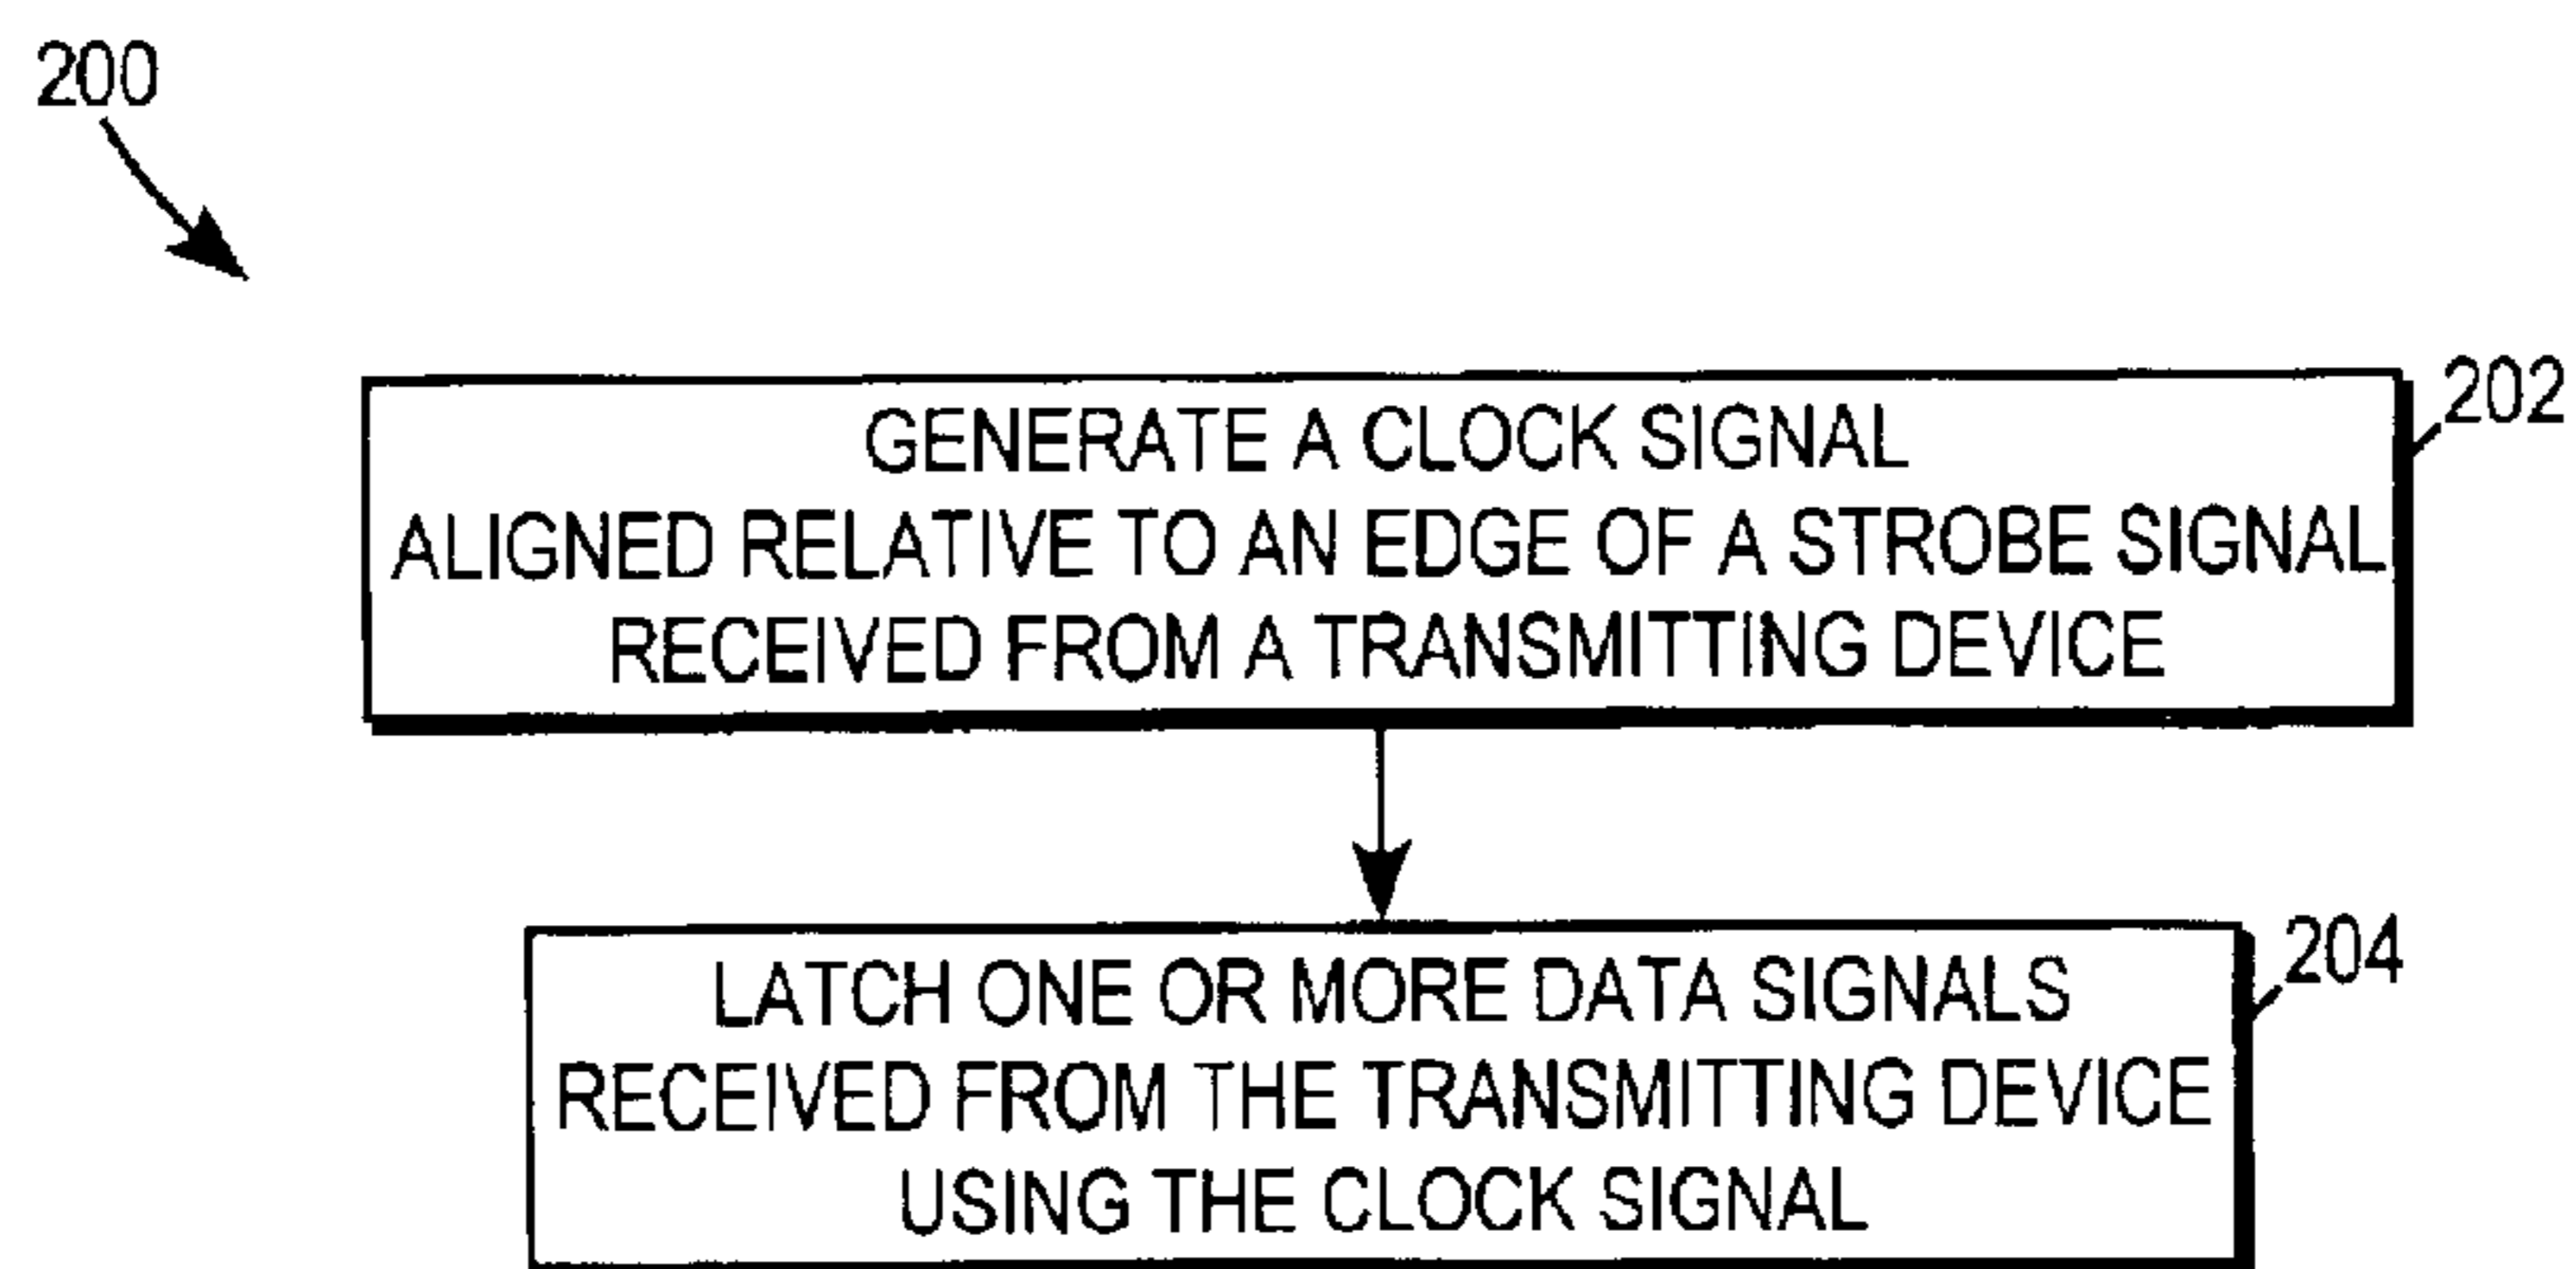 200
202
GENERATE A CLOCK SIGNAL
ALIGNED RELATIVE TO AN EDGE OF A STROBE SIGNAL
RECEIVED FROM A TRANSMITTING DEVICE
204
LATCH ONE OR MORE DATA SIGNALS
RECEIVED FROM THE TRANSMITTING DEVICE
USING THE CLOCK SIGNAL